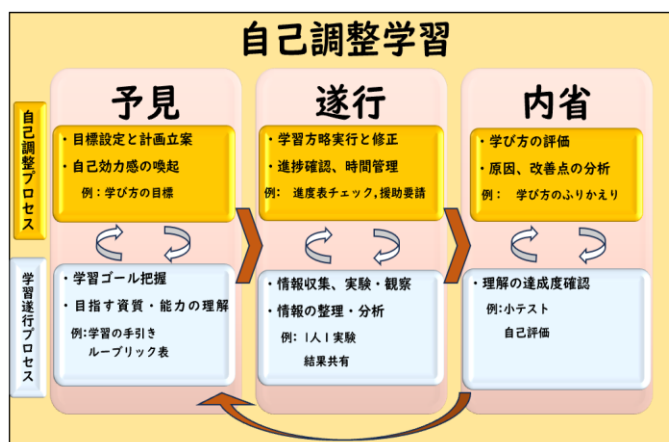 自己調整学習
予見
遂行
内省
自己調整プロセス
・目標設定と計画立案
・自己効力感の喚起
例：学び方の目標
・学習方略実行と修正
・進捗確認、時間管理
例： 進度表チェック,援助要請
・学び方の評価
・原因、改善点の分析
例： 学び方のふりかえり
学習遂行プロセス
・学習ゴール把握
・目指す資質・能力の理解
例:学習の手引き
ルーブリック表
・情報収集、実験・観察
・情報の整理・分析
例： 1人1実験
結果共有
・理解の達成度確認
例:小テスト
自己評価